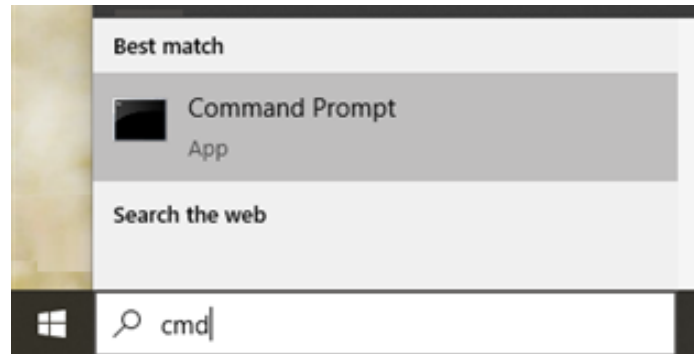 Best match
Command Prompt
App
Search the web
cmd